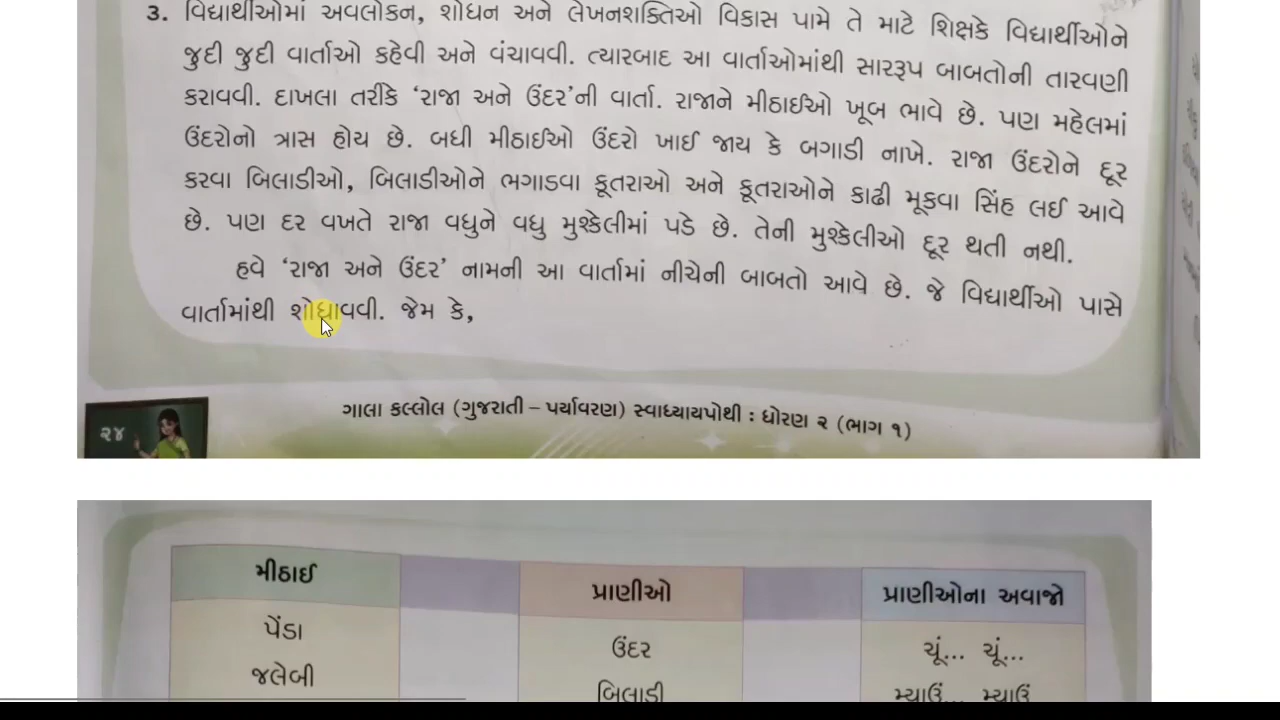 ૩. વિદ્યાર્થીઓમાં અવલોકન, શોધન અને લેખનશક્તિઓ વિકાસ પામે તે માટે શિક્ષકે વિદ્યાર્થીઓને
જુદી જુદી વાર્તાઓ કહેવી અને વંચાવવી. ત્યારબાદ આ વાર્તાઓમાંથી સારરૂપ બાબતોની તારવણી
કરાવવી. દાખલા તરીકે ‘રાજા અને ઉંદર’ની વાર્તા. રાજાને મીઠાઈઓ ખૂબ ભાવે છે. પણ મહેલમાં
ઉંદરોનો ત્રાસ હોય છે. બધી મીઠાઈઓ ઉંદરો ખાઈ જાય કે બગાડી નાખે. રાજા ઉંદરોને દૂર
કરવા બિલાડીઓ, બિલાડીઓને ભગાડવા કૂતરાઓ અને કૂતરાઓને કાઢી મૂકવા સિંહ લઈ આવે
છે. પણ દર વખતે રાજા વધુને વધુ મુશ્કેલીમાં પડે છે. તેની મુશ્કેલીઓ દૂર થતી નથી.
હવે ‘રાજા અને ઉંદર’ નામની આ વાર્તામાં નીચેની બાબતો આવે છે. જે વિદ્યાર્થીઓ પાસે
વાર્તામાંથી શોધાવવી. જેમ કે,
૨૪
ગાલા કલ્લોલ (ગુજરાતી – પર્યાવરણ) સ્વાધ્યાયપોથી : ધોરણ ૨ (ભાગ ૧)
મીઠાઈ પ્રાણીઓ પ્રાણીઓના અવાજો
પેંડા ઉંદર ચૂં... ચૂં...
જલેબી બિલાડી મ્યાઉં... મ્યાઉં